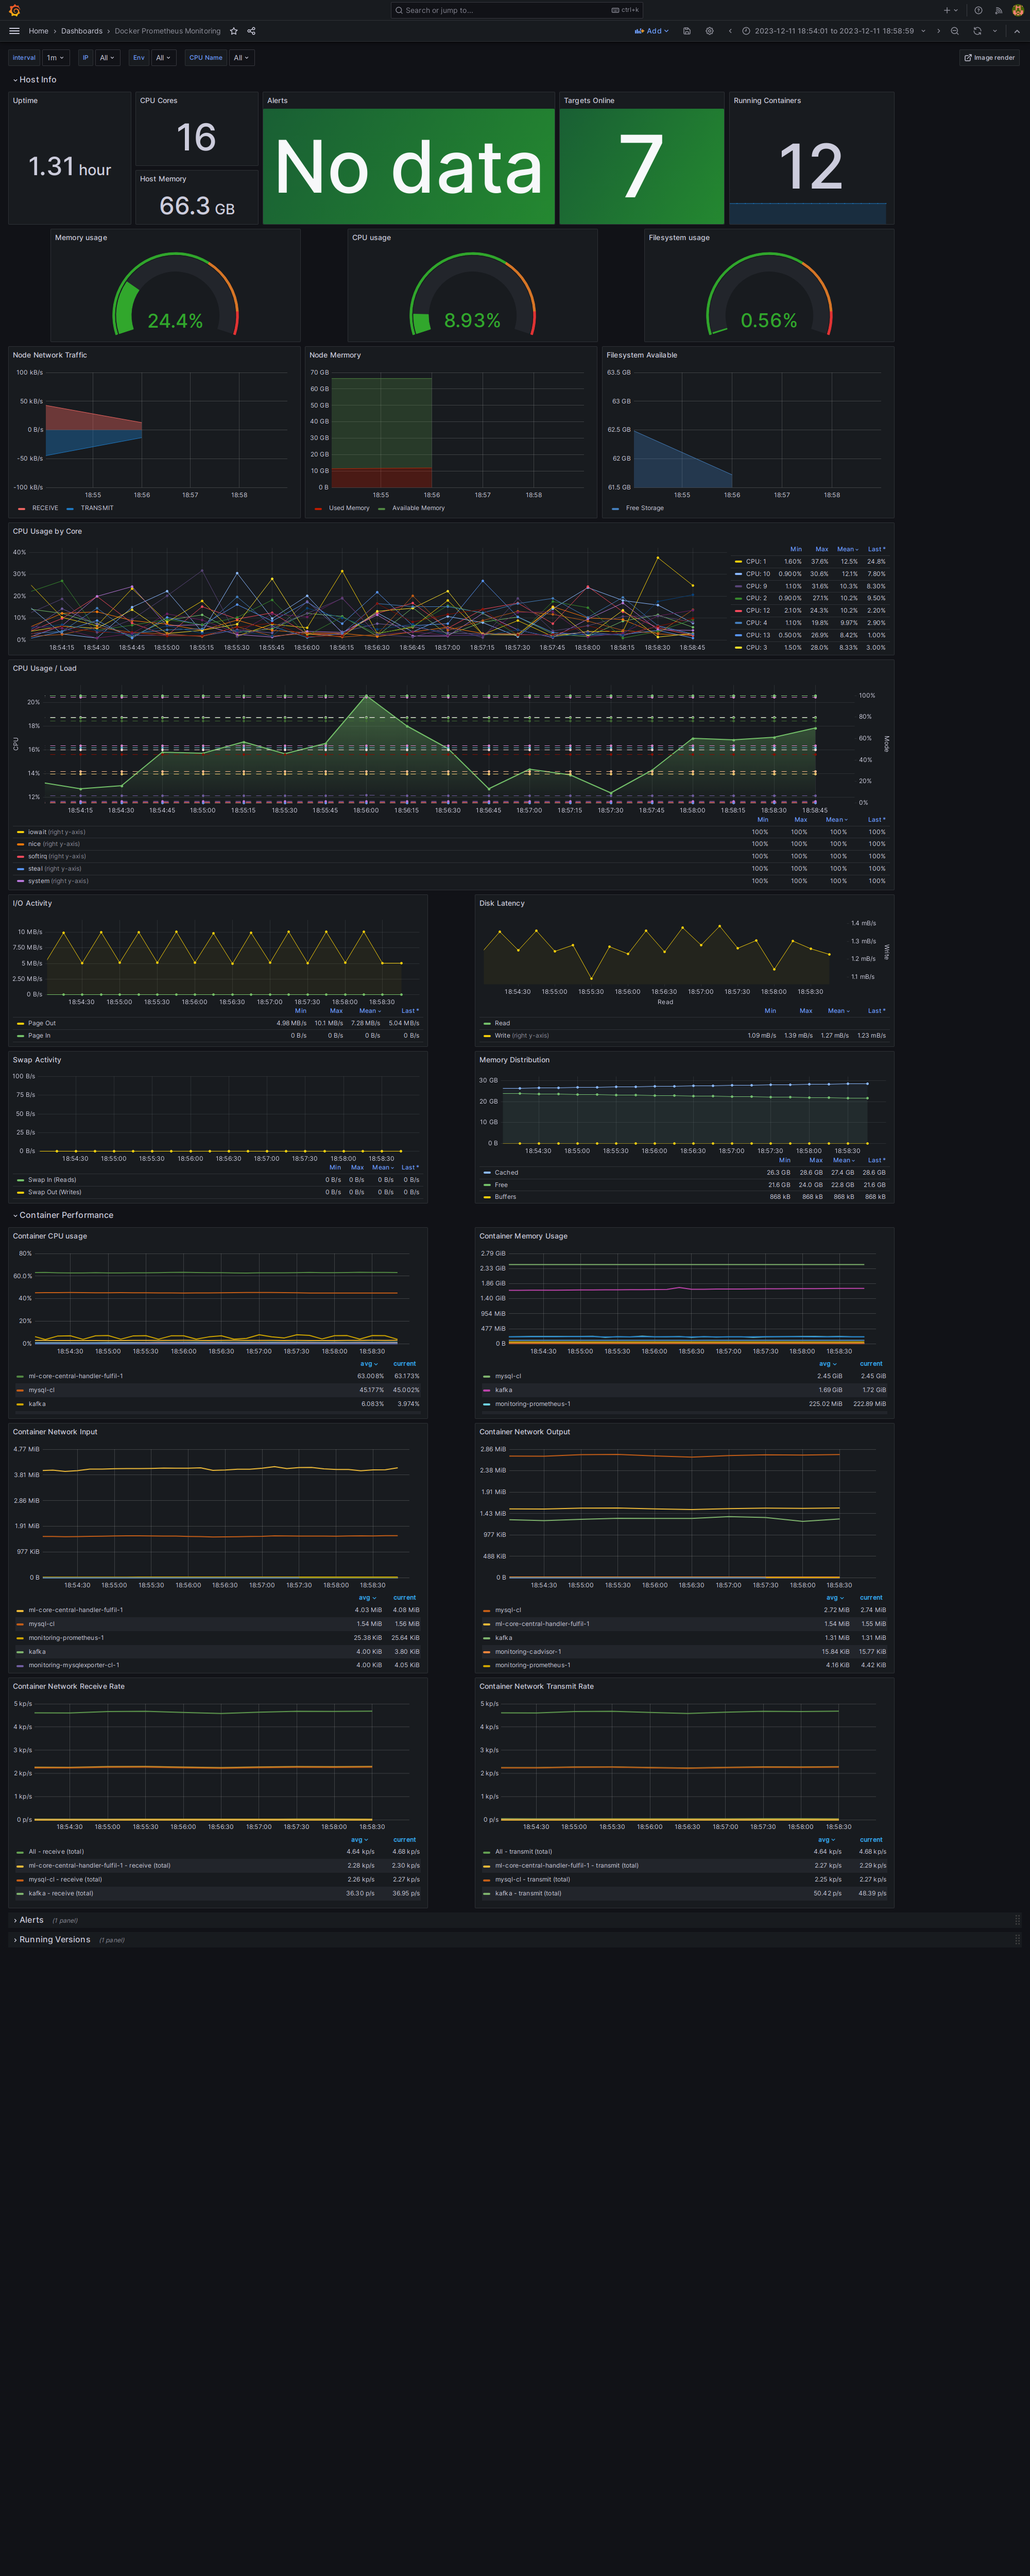 Search or jump to...
ctrl+k
Home › Dashboards › Docker Prometheus Monitoring
Add
2023-12-11 18:54:01 to 2023-12-11 18:58:59
Interval 1m IP All Env All CPU Name All
Image render
Host Info
Uptime
1.31 hour
CPU Cores
16
Host Memory
66.3 GB
Alerts
No data
Targets Online
7
Running Containers
12
Memory usage
24.4%
CPU usage
8.93%
Filesystem usage
0.56%
Node Network Traffic
100 kB/s
50 kB/s
0 B/s
-50 kB/s
-100 kB/s
18:55 18:56 18:57 18:58
RECEIVE TRANSMIT
Node Mermory
70 GB
60 GB
50 GB
40 GB
30 GB
20 GB
10 GB
0 B
18:55 18:56 18:57 18:58
Used Memory Available Memory
Filesystem Available
63.5 GB
63 GB
62.5 GB
62 GB
61.5 GB
18:55 18:56 18:57 18:58
Free Storage
CPU Usage by Core
40%
30%
20%
10%
0%
18:54:15 18:54:30 18:54:45 18:55:00 18:55:15 18:55:30 18:55:45 18:56:00 18:56:15 18:56:30 18:56:45 18:57:00 18:57:15 18:57:30 18:57:45 18:58:00 18:58:15 18:58:30 18:58:45
Min Max Mean Last *
CPU: 1 1.60% 37.6% 12.5% 24.8%
CPU: 10 0.900% 30.6% 12.1% 7.80%
CPU: 9 1.10% 31.6% 10.3% 8.30%
CPU: 2 0.900% 27.1% 10.2% 9.50%
CPU: 12 2.10% 24.3% 10.2% 2.20%
CPU: 4 1.10% 19.8% 9.97% 2.90%
CPU: 13 0.500% 26.9% 8.42% 1.00%
CPU: 3 1.50% 28.0% 8.33% 3.00%
CPU Usage / Load
20%
18%
16%
14%
12%
CPU
100%
80%
60%
40%
20%
0%
Mode
18:54:15 18:54:30 18:54:45 18:55:00 18:55:15 18:55:30 18:55:45 18:56:00 18:56:15 18:56:30 18:56:45 18:57:00 18:57:15 18:57:30 18:57:45 18:58:00 18:58:15 18:58:30 18:58:45
Min Max Mean Last *
iowait (right y-axis) 100% 100% 100% 100%
nice (right y-axis) 100% 100% 100% 100%
softirq (right y-axis) 100% 100% 100% 100%
steal (right y-axis) 100% 100% 100% 100%
system (right y-axis) 100% 100% 100% 100%
I/O Activity
10 MB/s
7.50 MB/s
5 MB/s
2.50 MB/s
0 B/s
18:54:30 18:55:00 18:55:30 18:56:00 18:56:30 18:57:00 18:57:30 18:58:00 18:58:30
Min Max Mean Last *
Page Out 4.98 MB/s 10.1 MB/s 7.28 MB/s 5.04 MB/s
Page In 0 B/s 0 B/s 0 B/s 0 B/s
Disk Latency
1.4 mB/s
1.3 mB/s
1.2 mB/s
1.1 mB/s
Write
18:54:30 18:55:00 18:55:30 18:56:00 18:56:30 18:57:00 18:57:30 18:58:00 18:58:30
Read
Min Max Mean Last *
Read
Write (right y-axis) 1.09 mB/s 1.39 mB/s 1.27 mB/s 1.23 mB/s
Swap Activity
100 B/s
75 B/s
50 B/s
25 B/s
0 B/s
18:54:30 18:55:00 18:55:30 18:56:00 18:56:30 18:57:00 18:57:30 18:58:00 18:58:30
Min Max Mean Last *
Swap In (Reads) 0 B/s 0 B/s 0 B/s 0 B/s
Swap Out (Writes) 0 B/s 0 B/s 0 B/s 0 B/s
Memory Distribution
30 GB
20 GB
10 GB
0 B
18:54:30 18:55:00 18:55:30 18:56:00 18:56:30 18:57:00 18:57:30 18:58:00 18:58:30
Min Max Mean Last *
Cached 26.3 GB 28.6 GB 27.4 GB 28.6 GB
Free 21.6 GB 24.0 GB 22.8 GB 21.6 GB
Buffers 868 kB 868 kB 868 kB 868 kB
Container Performance
Container CPU usage
80%
60.0%
40%
20%
0%
18:54:30 18:55:00 18:55:30 18:56:00 18:56:30 18:57:00 18:57:30 18:58:00 18:58:30
avg current
ml-core-central-handler-fulfil-1 63.008% 63.173%
mysql-cl 45.177% 45.002%
kafka 6.083% 3.974%
Container Memory Usage
2.79 GiB
2.33 GiB
1.86 GiB
1.40 GiB
954 MiB
477 MiB
0 B
18:54:30 18:55:00 18:55:30 18:56:00 18:56:30 18:57:00 18:57:30 18:58:00 18:58:30
avg current
mysql-cl 2.45 GiB 2.45 GiB
kafka 1.69 GiB 1.72 GiB
monitoring-prometheus-1 225.02 MiB 222.89 MiB
Container Network Input
4.77 MiB
3.81 MiB
2.86 MiB
1.91 MiB
977 KiB
0 B
18:54:30 18:55:00 18:55:30 18:56:00 18:56:30 18:57:00 18:57:30 18:58:00 18:58:30
avg current
ml-core-central-handler-fulfil-1 4.03 MiB 4.08 MiB
mysql-cl 1.54 MiB 1.56 MiB
monitoring-prometheus-1 25.38 KiB 25.64 KiB
kafka 4.00 KiB 3.80 KiB
monitoring-mysqlexporter-cl-1 4.00 KiB 4.05 KiB
Container Network Output
2.86 MiB
2.38 MiB
1.91 MiB
1.43 MiB
977 KiB
488 KiB
0 B
18:54:30 18:55:00 18:55:30 18:56:00 18:56:30 18:57:00 18:57:30 18:58:00 18:58:30
avg current
mysql-cl 2.72 MiB 2.74 MiB
ml-core-central-handler-fulfil-1 1.54 MiB 1.55 MiB
kafka 1.31 MiB 1.31 MiB
monitoring-cadvisor-1 15.84 KiB 15.77 KiB
monitoring-prometheus-1 4.16 KiB 4.42 KiB
Container Network Receive Rate
5 kp/s
4 kp/s
3 kp/s
2 kp/s
1 kp/s
0 p/s
18:54:30 18:55:00 18:55:30 18:56:00 18:56:30 18:57:00 18:57:30 18:58:00 18:58:30
avg current
All - receive (total) 4.64 kp/s 4.68 kp/s
ml-core-central-handler-fulfil-1 - receive (total) 2.28 kp/s 2.30 kp/s
mysql-cl - receive (total) 2.26 kp/s 2.27 kp/s
kafka - receive (total) 36.30 p/s 36.95 p/s
Container Network Transmit Rate
5 kp/s
4 kp/s
3 kp/s
2 kp/s
1 kp/s
0 p/s
18:54:30 18:55:00 18:55:30 18:56:00 18:56:30 18:57:00 18:57:30 18:58:00 18:58:30
avg current
All - transmit (total) 4.64 kp/s 4.68 kp/s
ml-core-central-handler-fulfil-1 - transmit (total) 2.27 kp/s 2.29 kp/s
mysql-cl - transmit (total) 2.25 kp/s 2.27 kp/s
kafka - transmit (total) 50.42 p/s 48.39 p/s
Alerts (1 panel)
Running Versions (1 panel)